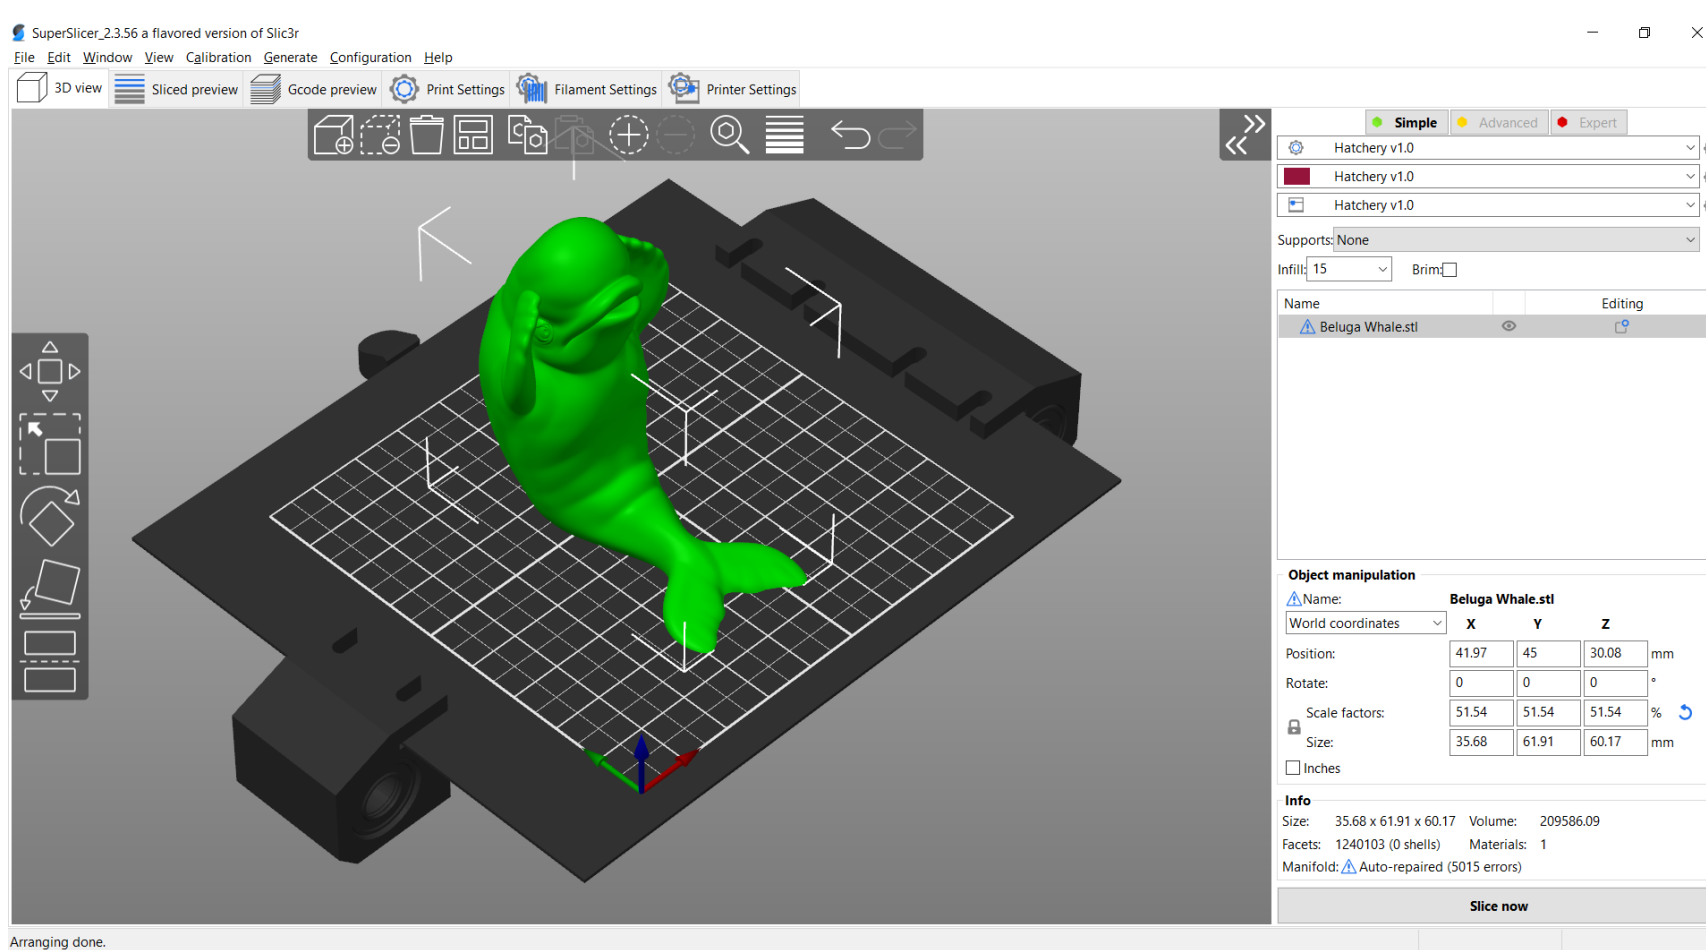 SuperSlicer_2.3.56 a flavored version of Slic3r
File Edit Window View Calibration Generate Configuration Help
3D view Sliced preview Gcode preview Print Settings Filament Settings Printer Settings
Simple Advanced Expert
Hatchery v1.0
Hatchery v1.0
Hatchery v1.0
Supports: None
Infill: 15 Brim:
Name Editing
Beluga Whale.stl
Object manipulation
Name: Beluga Whale.stl
World coordinates X Y Z
Position: 41.97 45 30.08 mm
Rotate: 0 0 0 °
Scale factors: 51.54 51.54 51.54 %
Size: 35.68 61.91 60.17 mm
Inches
Info
Size: 35.68 x 61.91 x 60.17 Volume: 209586.09
Facets: 1240103 (0 shells) Materials: 1
Manifold: Auto-repaired (5015 errors)
Slice now
Arranging done.